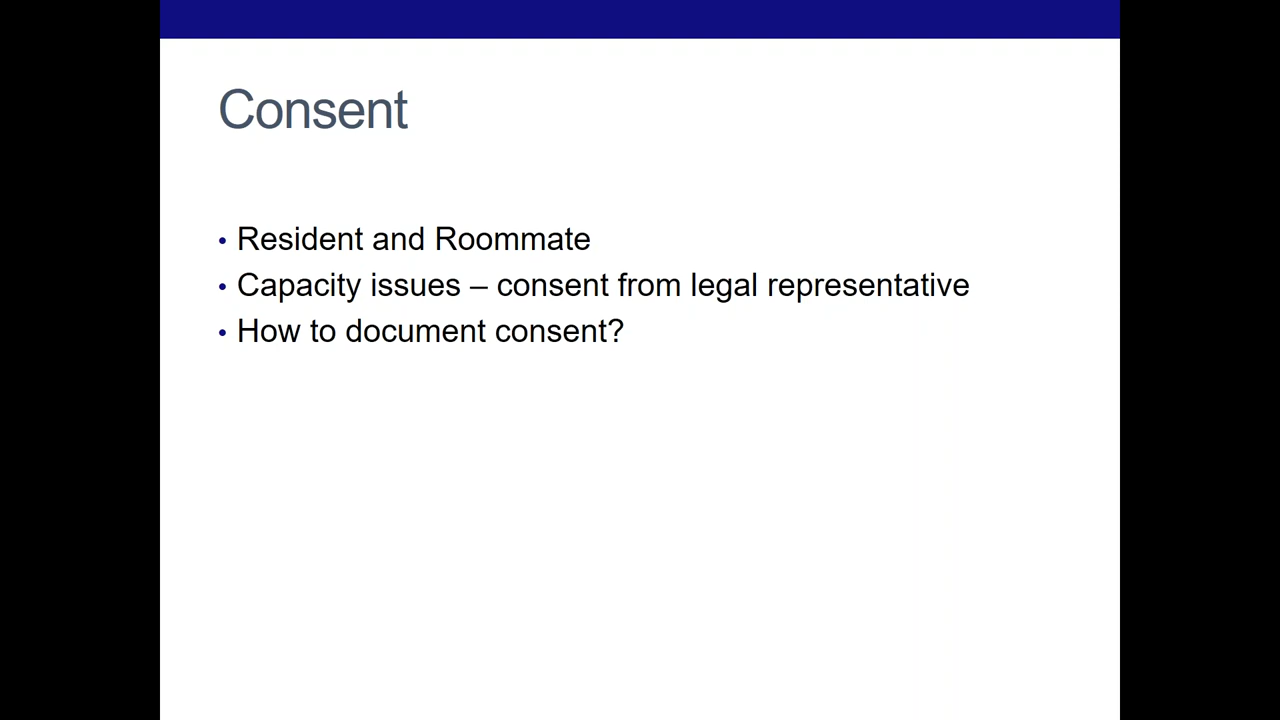 Consent
• Resident and Roommate
• Capacity issues – consent from legal representative
• How to document consent?